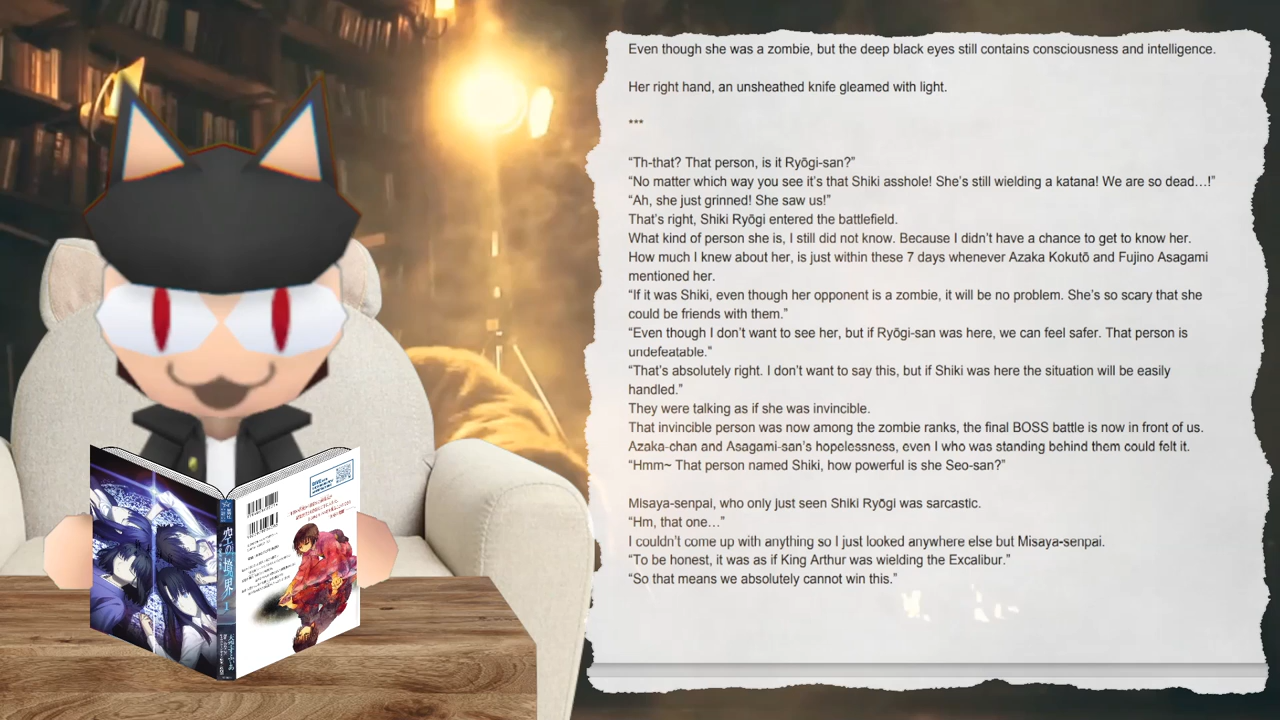 Even though she was a zombie, but the deep black eyes still contains consciousness and intelligence.
Her right hand, an unsheathed knife gleamed with light.
***
“Th-that? That person, is it Ryōgi-san?”
“No matter which way you see it’s that Shiki asshole! She’s still wielding a katana! We are so dead…!”
“Ah, she just grinned! She saw us!”
That’s right, Shiki Ryōgi entered the battlefield.
What kind of person she is, I still did not know. Because I didn’t have a chance to get to know her.
How much I knew about her, is just within these 7 days whenever Azaka Kokutō and Fujino Asagami
mentioned her.
“If it was Shiki, even though her opponent is a zombie, it will be no problem. She’s so scary that she
could be friends with them.”
“Even though I don’t want to see her, but if Ryōgi-san was here, we can feel safer. That person is
undefeatable.”
“That’s absolutely right. I don’t want to say this, but if Shiki was here the situation will be easily
handled.”
They were talking as if she was invincible.
That invincible person was now among the zombie ranks, the final BOSS battle is now in front of us.
Azaka-chan and Asagami-san’s hopelessness, even I who was standing behind them could felt it.
“Hmm~ That person named Shiki, how powerful is she Seo-san?”
Misaya-senpai, who only just seen Shiki Ryōgi was sarcastic.
“Hm, that one…”
I couldn’t come up with anything so I just looked anywhere else but Misaya-senpai.
“To be honest, it was as if King Arthur was wielding the Excalibur.”
“So that means we absolutely cannot win this.”
空の境界
1